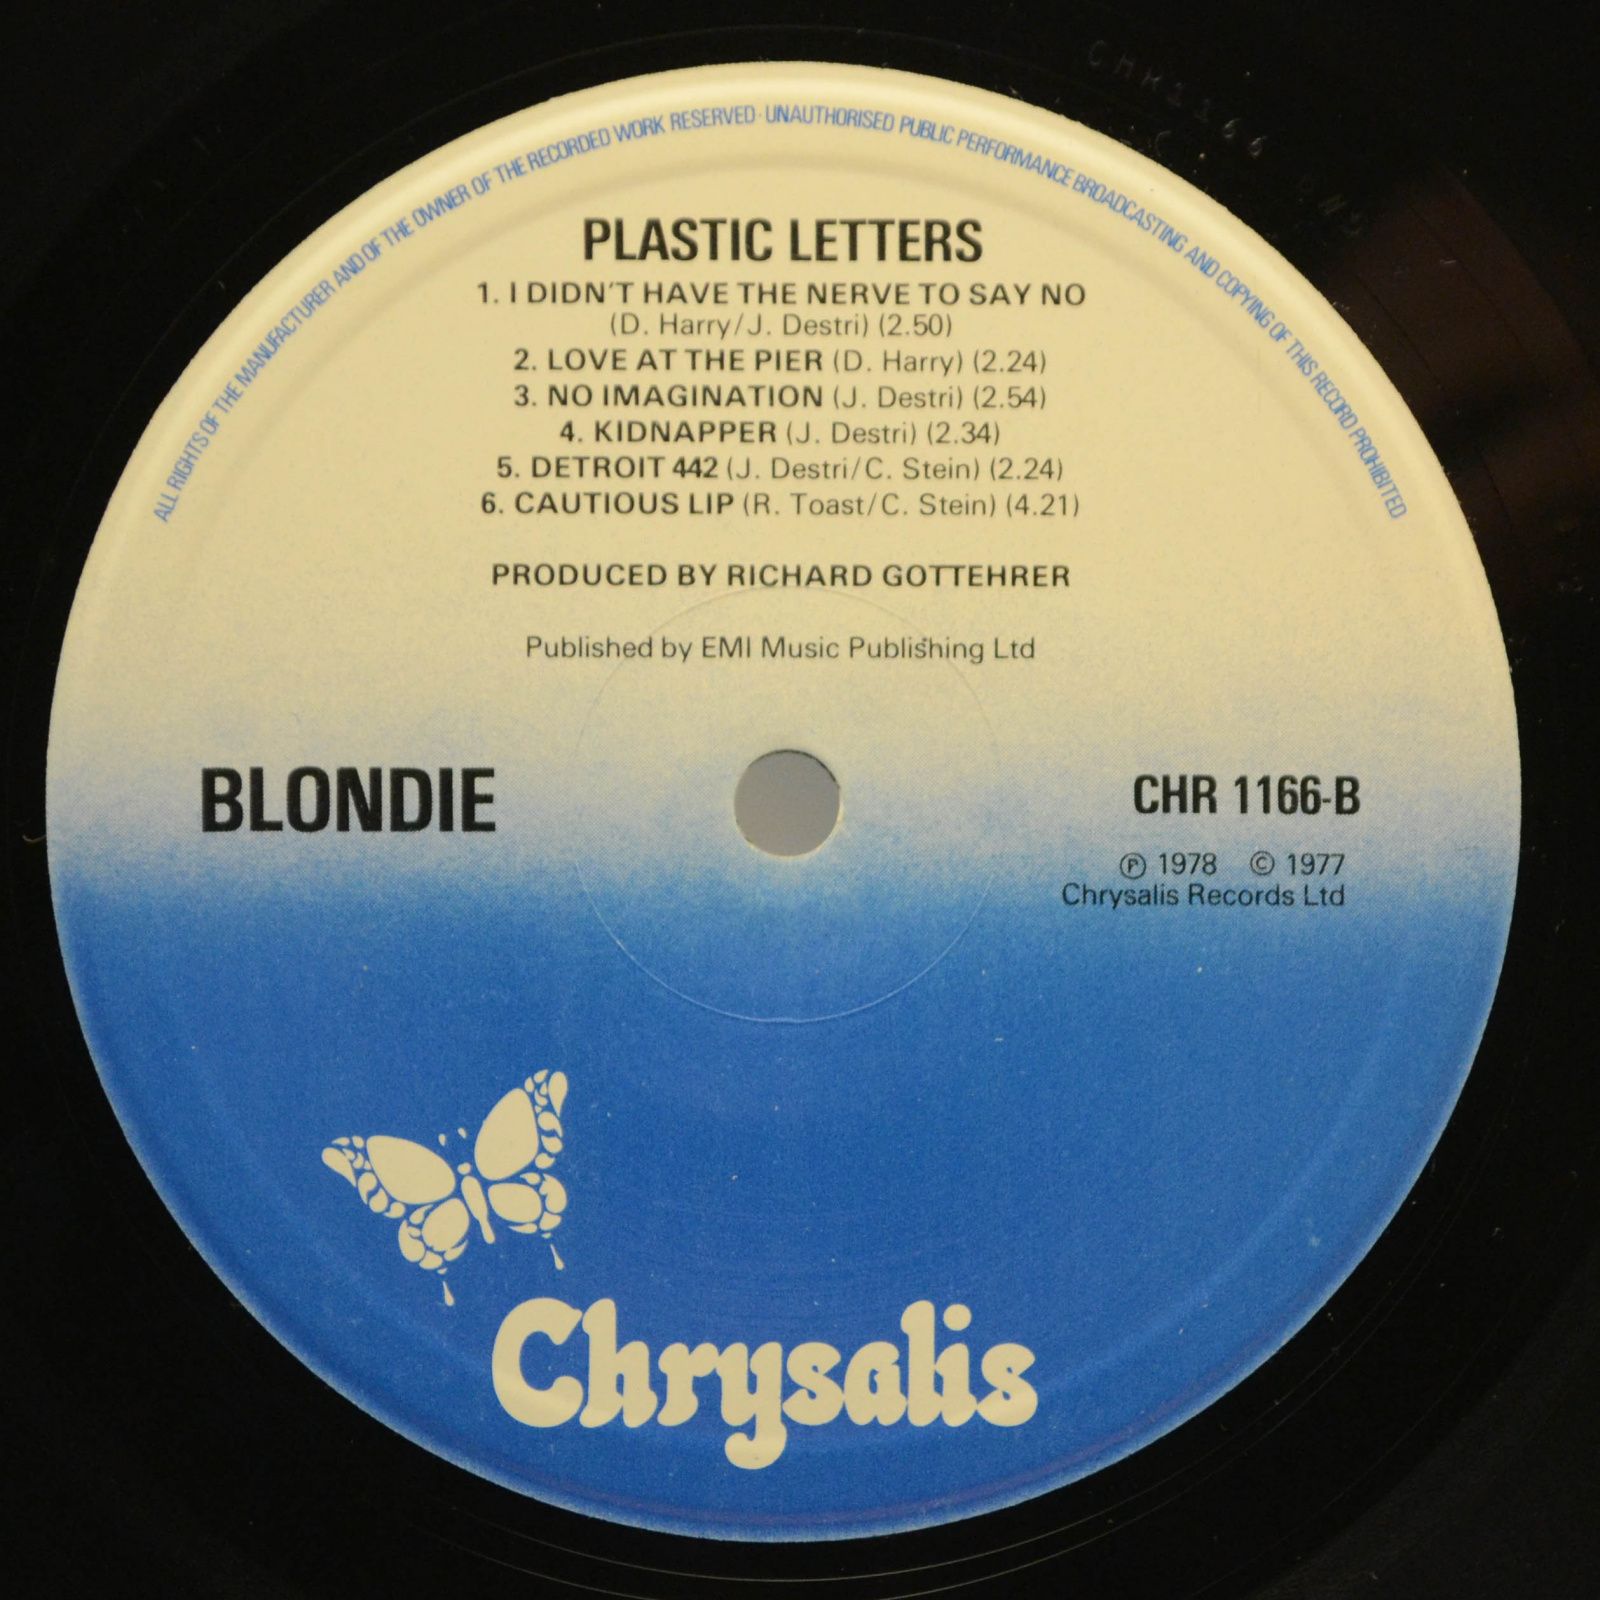 ALL RIGHTS OF THE MANUFACTURER AND OF THE OWNER OF THE RECORDED WORK RESERVED · UNAUTHORISED PUBLIC PERFORMANCE BROADCASTING AND COPYING OF THIS RECORD PROHIBITED
PLASTIC LETTERS
1. I DIDN'T HAVE THE NERVE TO SAY NO
(D. Harry/J. Destri) (2.50)
2. LOVE AT THE PIER (D. Harry) (2.24)
3. NO IMAGINATION (J. Destri) (2.54)
4. KIDNAPPER (J. Destri) (2.34)
5. DETROIT 442 (J. Destri/C. Stein) (2.24)
6. CAUTIOUS LIP (R. Toast/C. Stein) (4.21)
PRODUCED BY RICHARD GOTTEHRER
Published by EMI Music Publishing Ltd
BLONDIE
CHR 1166-B
℗ 1978 © 1977
Chrysalis Records Ltd
Chrysalis